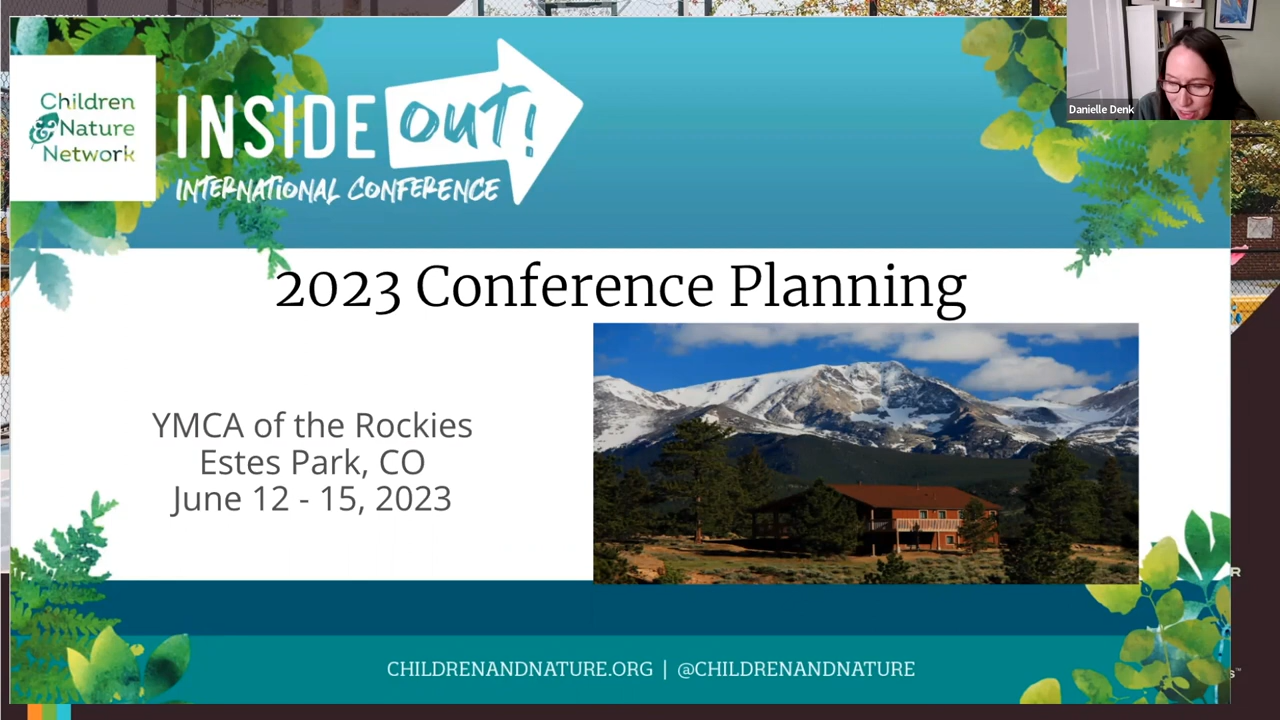 Children
& Nature
Network
INSIDE OUT!
INTERNATIONAL CONFERENCE
Danielle Denk
2023 Conference Planning
YMCA of the Rockies
Estes Park, CO
June 12 - 15, 2023
CHILDRENANDNATURE.ORG | @CHILDRENANDNATURE